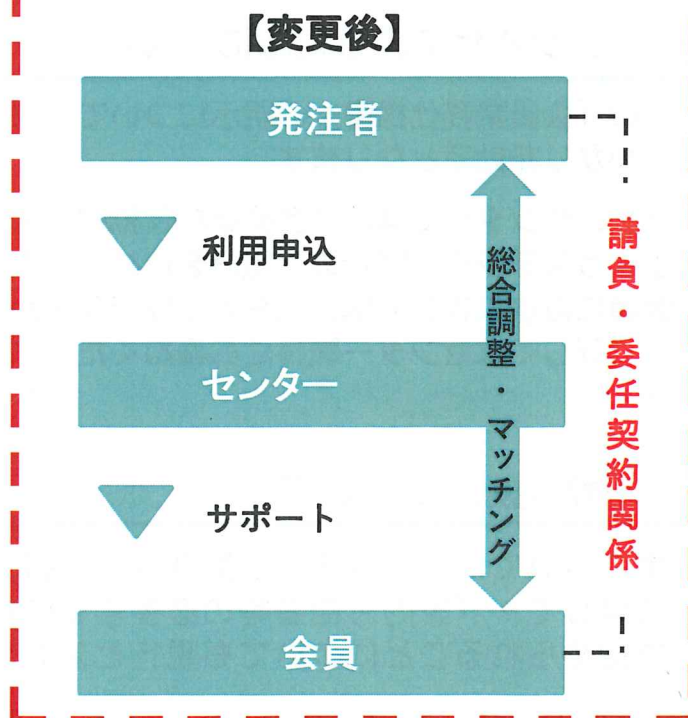 【変更後】
発注者
利用申込
センター
サポート
会員
総合調整・マッチング
請負・委任契約関係